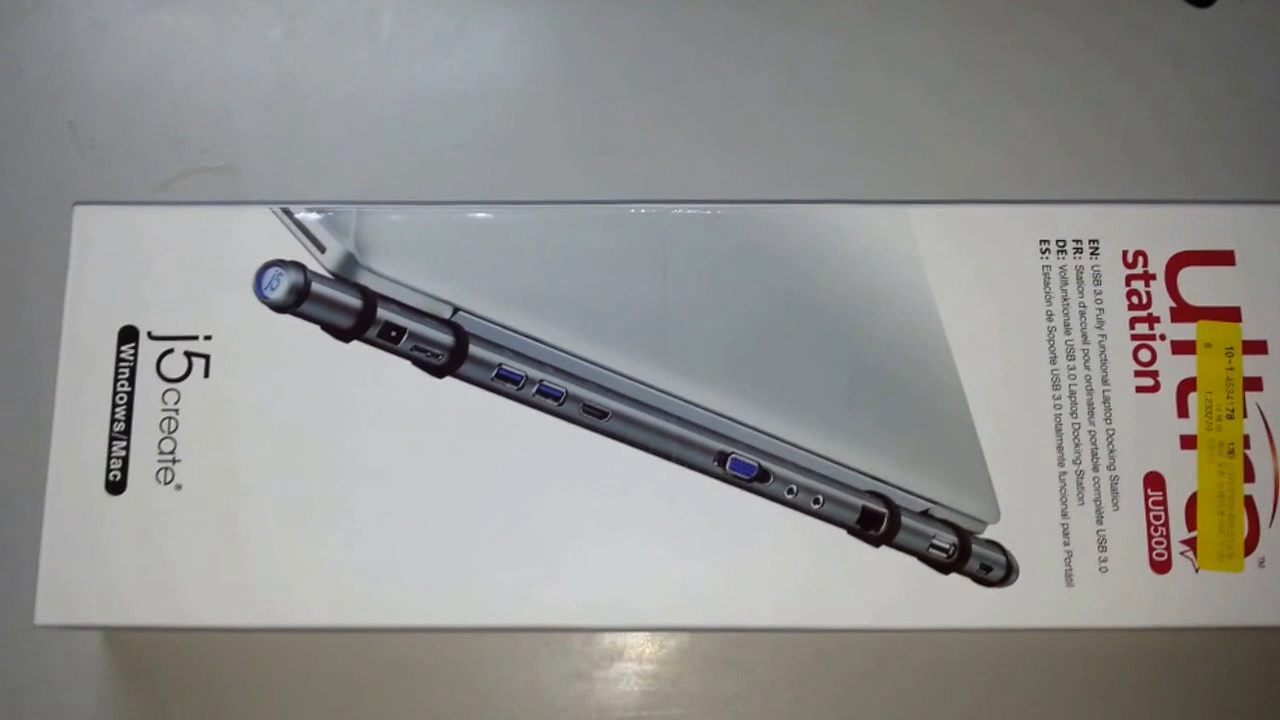 Ultra
™
station
JUD500
EN: USB 3.0 Fully Functional Laptop Docking Station
FR: Station d'accueil pour ordinateur portable complète USB 3.0
DE: Vollfunktionale USB 3.0 Laptop Docking-Station
ES: Estación de Soporte USB 3.0 totalmente funcional para Portátil
j5
j5create®
Windows/Mac